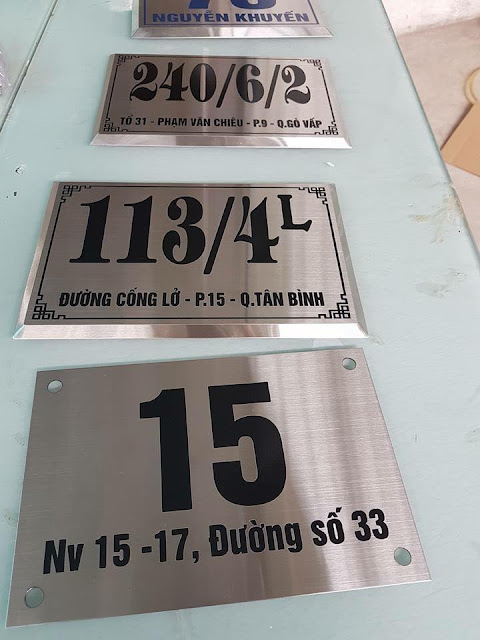 NGUYỄN KHUYẾN
240/6/2
TỔ 31 - PHẠM VĂN CHIÊU - P.9 - Q.GÒ VẤP
113/4L
ĐƯỜNG CỐNG LỞ - P.15 - Q.TÂN BÌNH
15
Nv 15 -17, Đường số 33